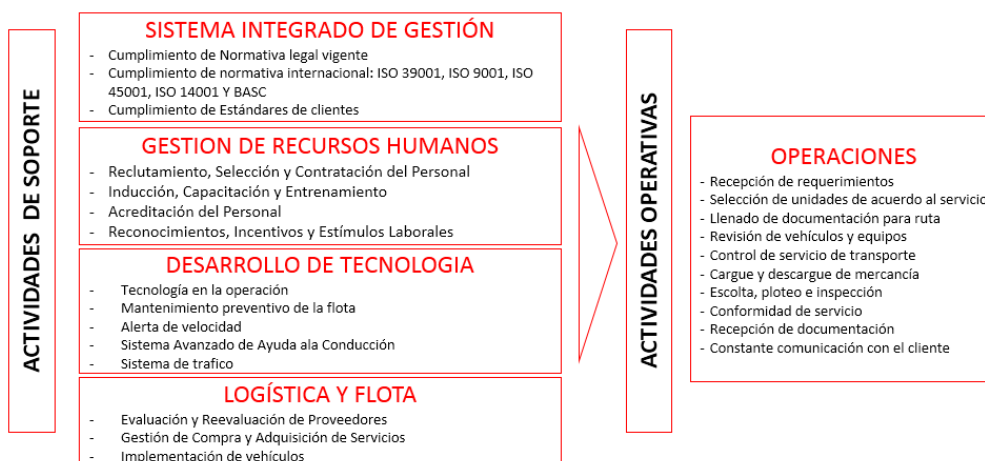 ACTIVIDADES DE SOPORTE
SISTEMA INTEGRADO DE GESTIÓN
- Cumplimiento de Normativa legal vigente
- Cumplimiento de normativa internacional: ISO 39001, ISO 9001, ISO
45001, ISO 14001 Y BASC
- Cumplimiento de Estándares de clientes
GESTION DE RECURSOS HUMANOS
- Reclutamiento, Selección y Contratación del Personal
- Inducción, Capacitación y Entrenamiento
- Acreditación del Personal
- Reconocimientos, Incentivos y Estímulos Laborales
DESARROLLO DE TECNOLOGIA
- Tecnología en la operación
- Mantenimiento preventivo de la flota
- Alerta de velocidad
- Sistema Avanzado de Ayuda ala Conducción
- Sistema de trafico
LOGÍSTICA Y FLOTA
- Evaluación y Reevaluación de Proveedores
- Gestión de Compra y Adquisición de Servicios
- Implementación de vehículos
ACTIVIDADES OPERATIVAS
OPERACIONES
- Recepción de requerimientos
- Selección de unidades de acuerdo al servicio
- Llenado de documentación para ruta
- Revisión de vehículos y equipos
- Control de servicio de transporte
- Cargue y descargue de mercancía
- Escolta, ploteo e inspección
- Conformidad de servicio
- Recepción de documentación
- Constante comunicación con el cliente